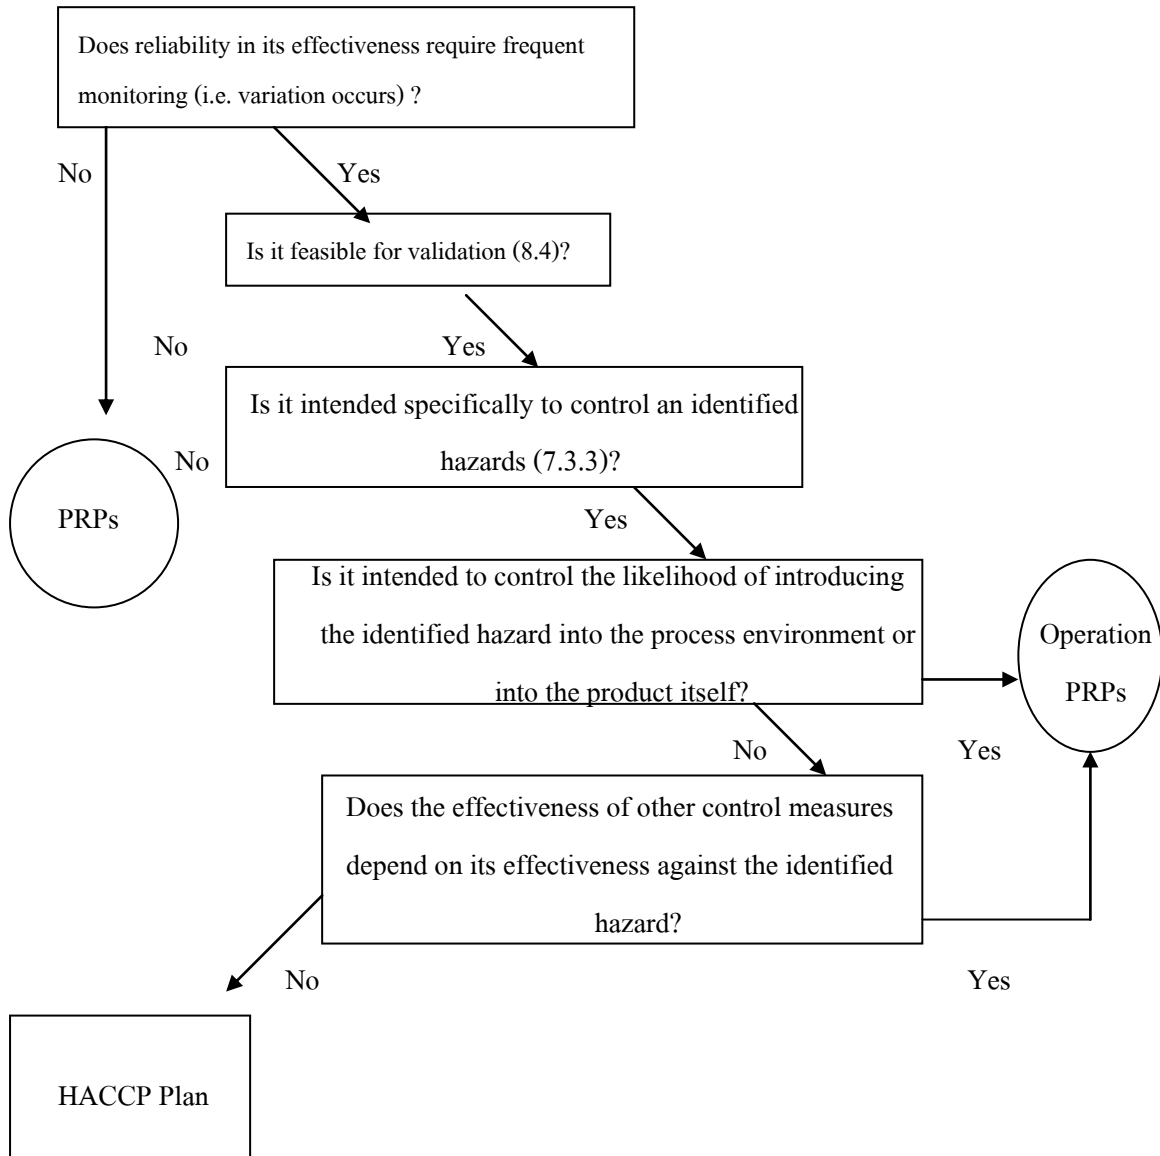 Does reliability in its effectiveness require frequent
monitoring (i.e. variation occurs) ?
No
Yes
Is it feasible for validation (8.4)?
No
Yes
Is it intended specifically to control an identified
hazards (7.3.3)?
No
PRPs
Yes
Is it intended to control the likelihood of introducing
the identified hazard into the process environment or
into the product itself?
Operation
PRPs
No
Yes
Does the effectiveness of other control measures
depend on its effectiveness against the identified
hazard?
No
Yes
HACCP Plan